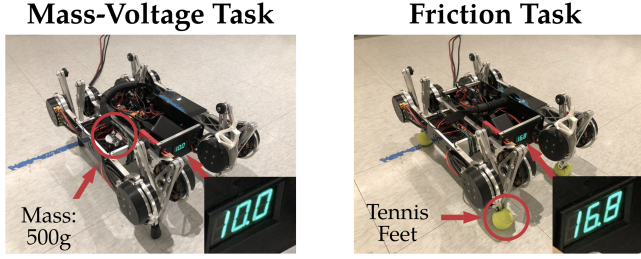 Mass-Voltage Task
Friction Task
10.0
16.8
Mass:
500g
10.0
Tennis
Feet
16.8